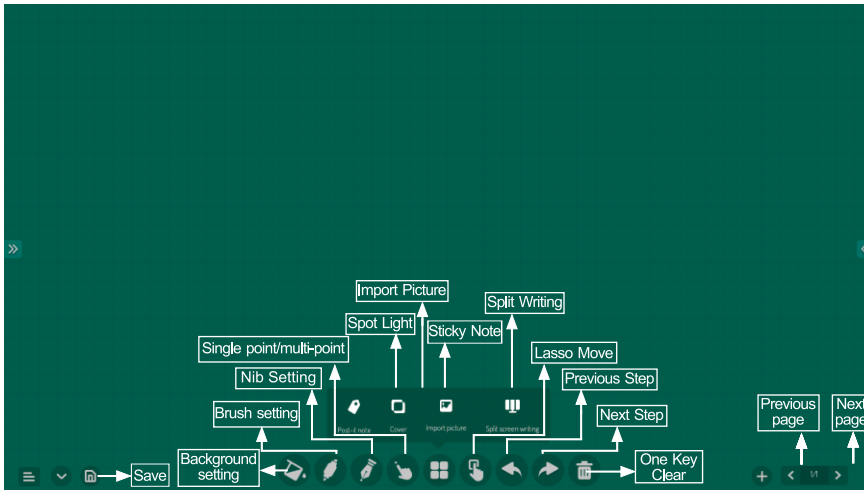 Import Picture
Split Writing
Spot Light
Sticky Note
Single point/multi-point
Lasso Move
Nib Setting
Previous Step
Brush setting
Next Step
Post-it note
Cover
Import picture
Split screen writing
Previous
page
Next
page
Background
setting
One Key
Clear
Save
1/1